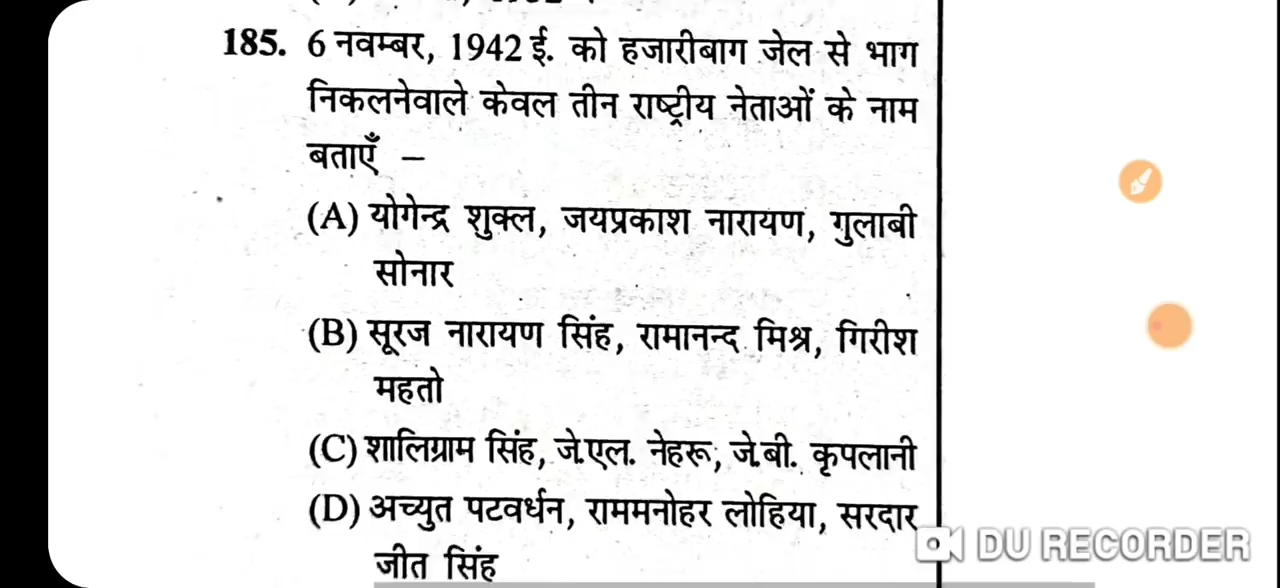 185. 6 नवम्बर, 1942 ई. को हजारीबाग जेल से भाग
निकलनेवाले केवल तीन राष्ट्रीय नेताओं के नाम
बताएँ –
(A) योगेन्द्र शुक्ल, जयप्रकाश नारायण, गुलाबी
सोनार
(B) सूरज नारायण सिंह, रामानन्द मिश्र, गिरीश
महतो
(C) शालिग्राम सिंह, जे.एल. नेहरू, जे.बी. कृपलानी
(D) अच्युत पटवर्धन, राममनोहर लोहिया, सरदार
जीत सिंह
DU RECORDER